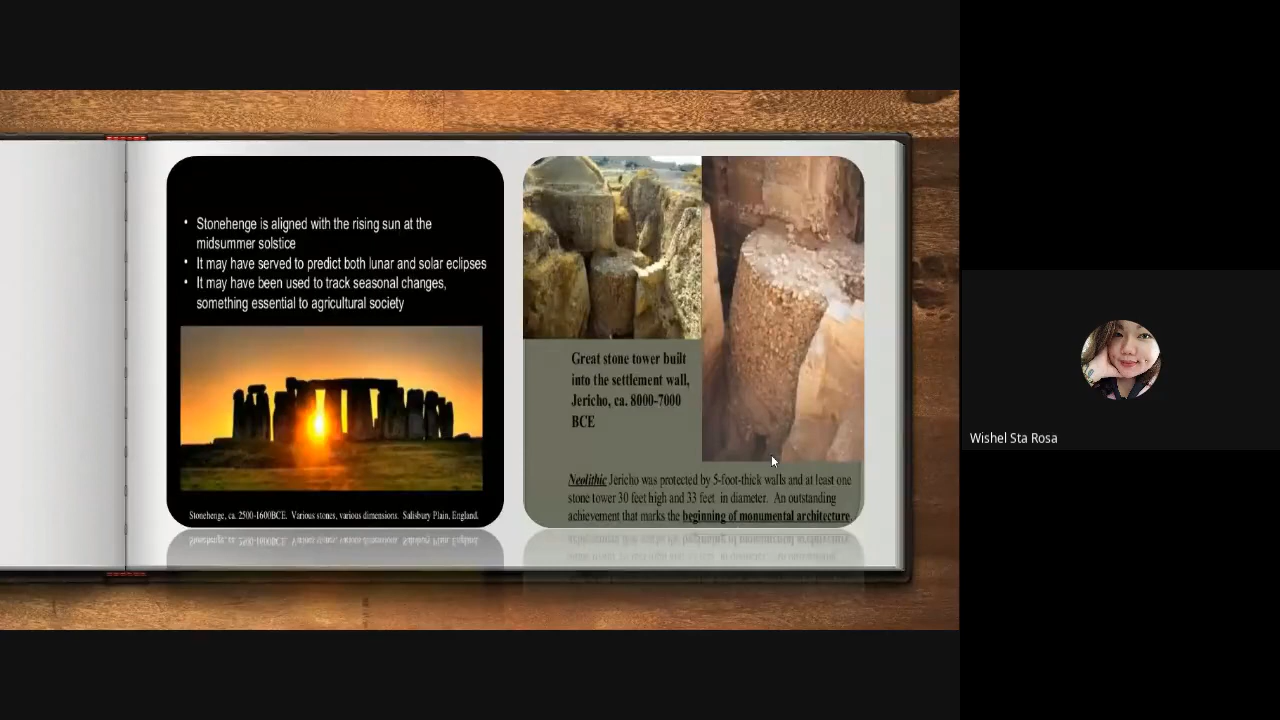 • Stonehenge is aligned with the rising sun at the
midsummer solstice
• It may have served to predict both lunar and solar eclipses
• It may have been used to track seasonal changes,
something essential to agricultural society
Stonehenge, ca. 2500-1600BCE. Various stones, various dimensions. Salisbury Plain, England.
Great stone tower built
into the settlement wall,
Jericho, ca. 8000-7000
BCE
Neolithic Jericho was protected by 5-foot-thick walls and at least one
stone tower 30 feet high and 33 feet in diameter. An outstanding
achievement that marks the beginning of monumental architecture.
Wishel Sta Rosa